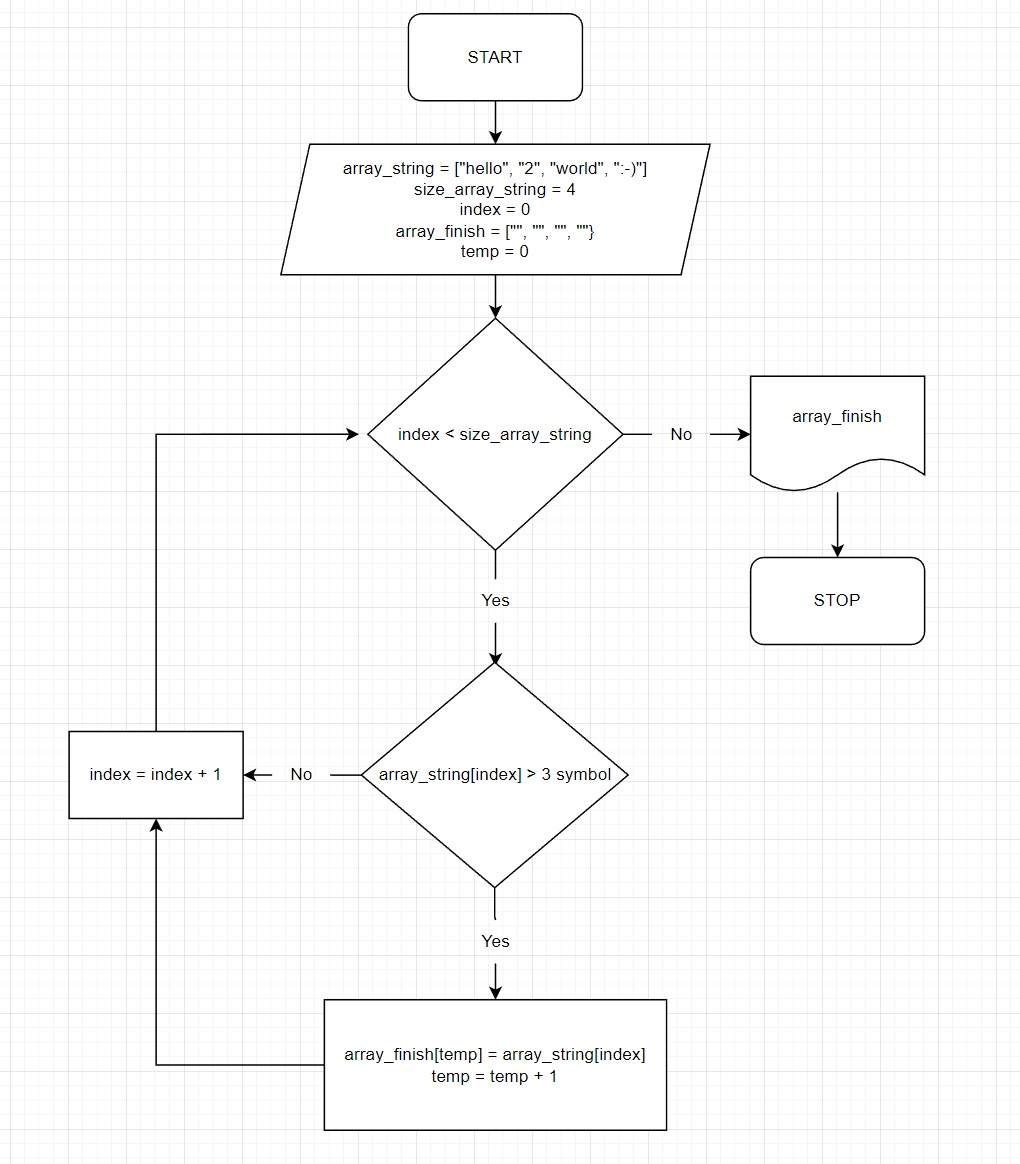 START
array_string = ["hello", "2", "world", ":-)"]
size_array_string = 4
index = 0
array_finish = ["", "", "", ""}
temp = 0
index < size_array_string
No
array_finish
STOP
Yes
array_string[index] > 3 symbol
No
index = index + 1
Yes
array_finish[temp] = array_string[index]
temp = temp + 1